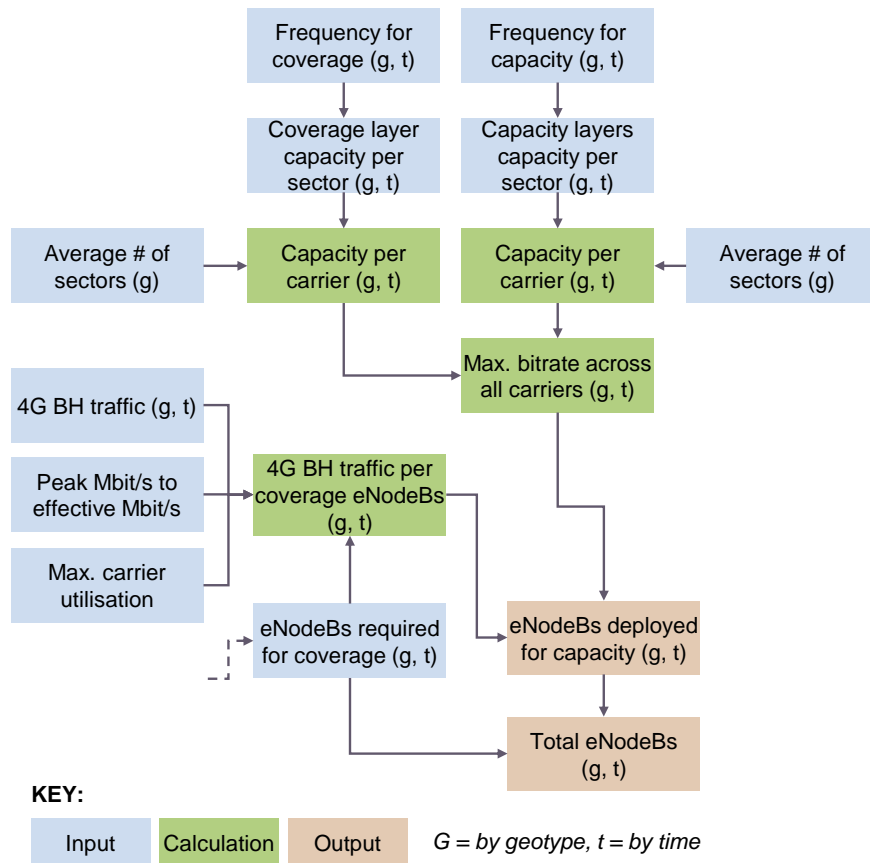 Frequency for
coverage (g, t)
Frequency for
capacity (g, t)
Coverage layer
capacity per
sector (g, t)
Capacity layers
capacity per
sector (g, t)
Average # of
sectors (g)
Capacity per
carrier (g, t)
Capacity per
carrier (g, t)
Average # of
sectors (g)
Max. bitrate across
all carriers (g, t)
4G BH traffic (g, t)
Peak Mbit/s to
effective Mbit/s
4G BH traffic per
coverage eNodeBs
(g, t)
Max. carrier
utilisation
eNodeBs required
for coverage (g, t)
eNodeBs deployed
for capacity (g, t)
Total eNodeBs
(g, t)
KEY:
Input
Calculation
Output
G = by geotype, t = by time